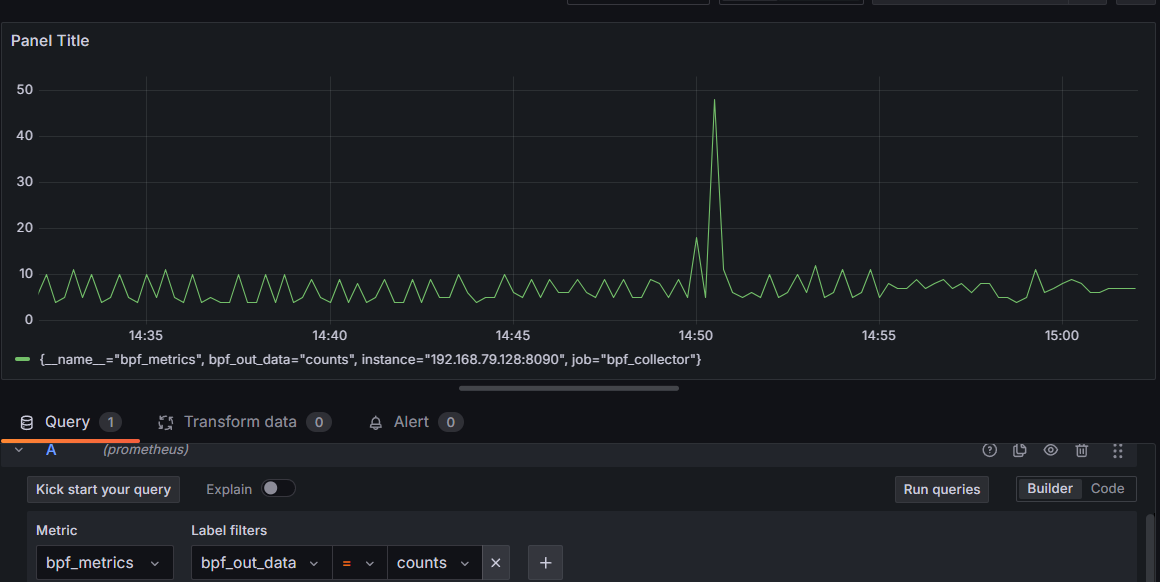 Panel Title
50
40
30
20
10
0
14:35 14:40 14:45 14:50 14:55 15:00
{__name__="bpf_metrics", bpf_out_data="counts", instance="192.168.79.128:8090", job="bpf_collector"}
Query 1 Transform data 0 Alert 0
A (prometheus)
Kick start your query Explain Run queries Builder Code
Metric Label filters
bpf_metrics bpf_out_data = counts × +